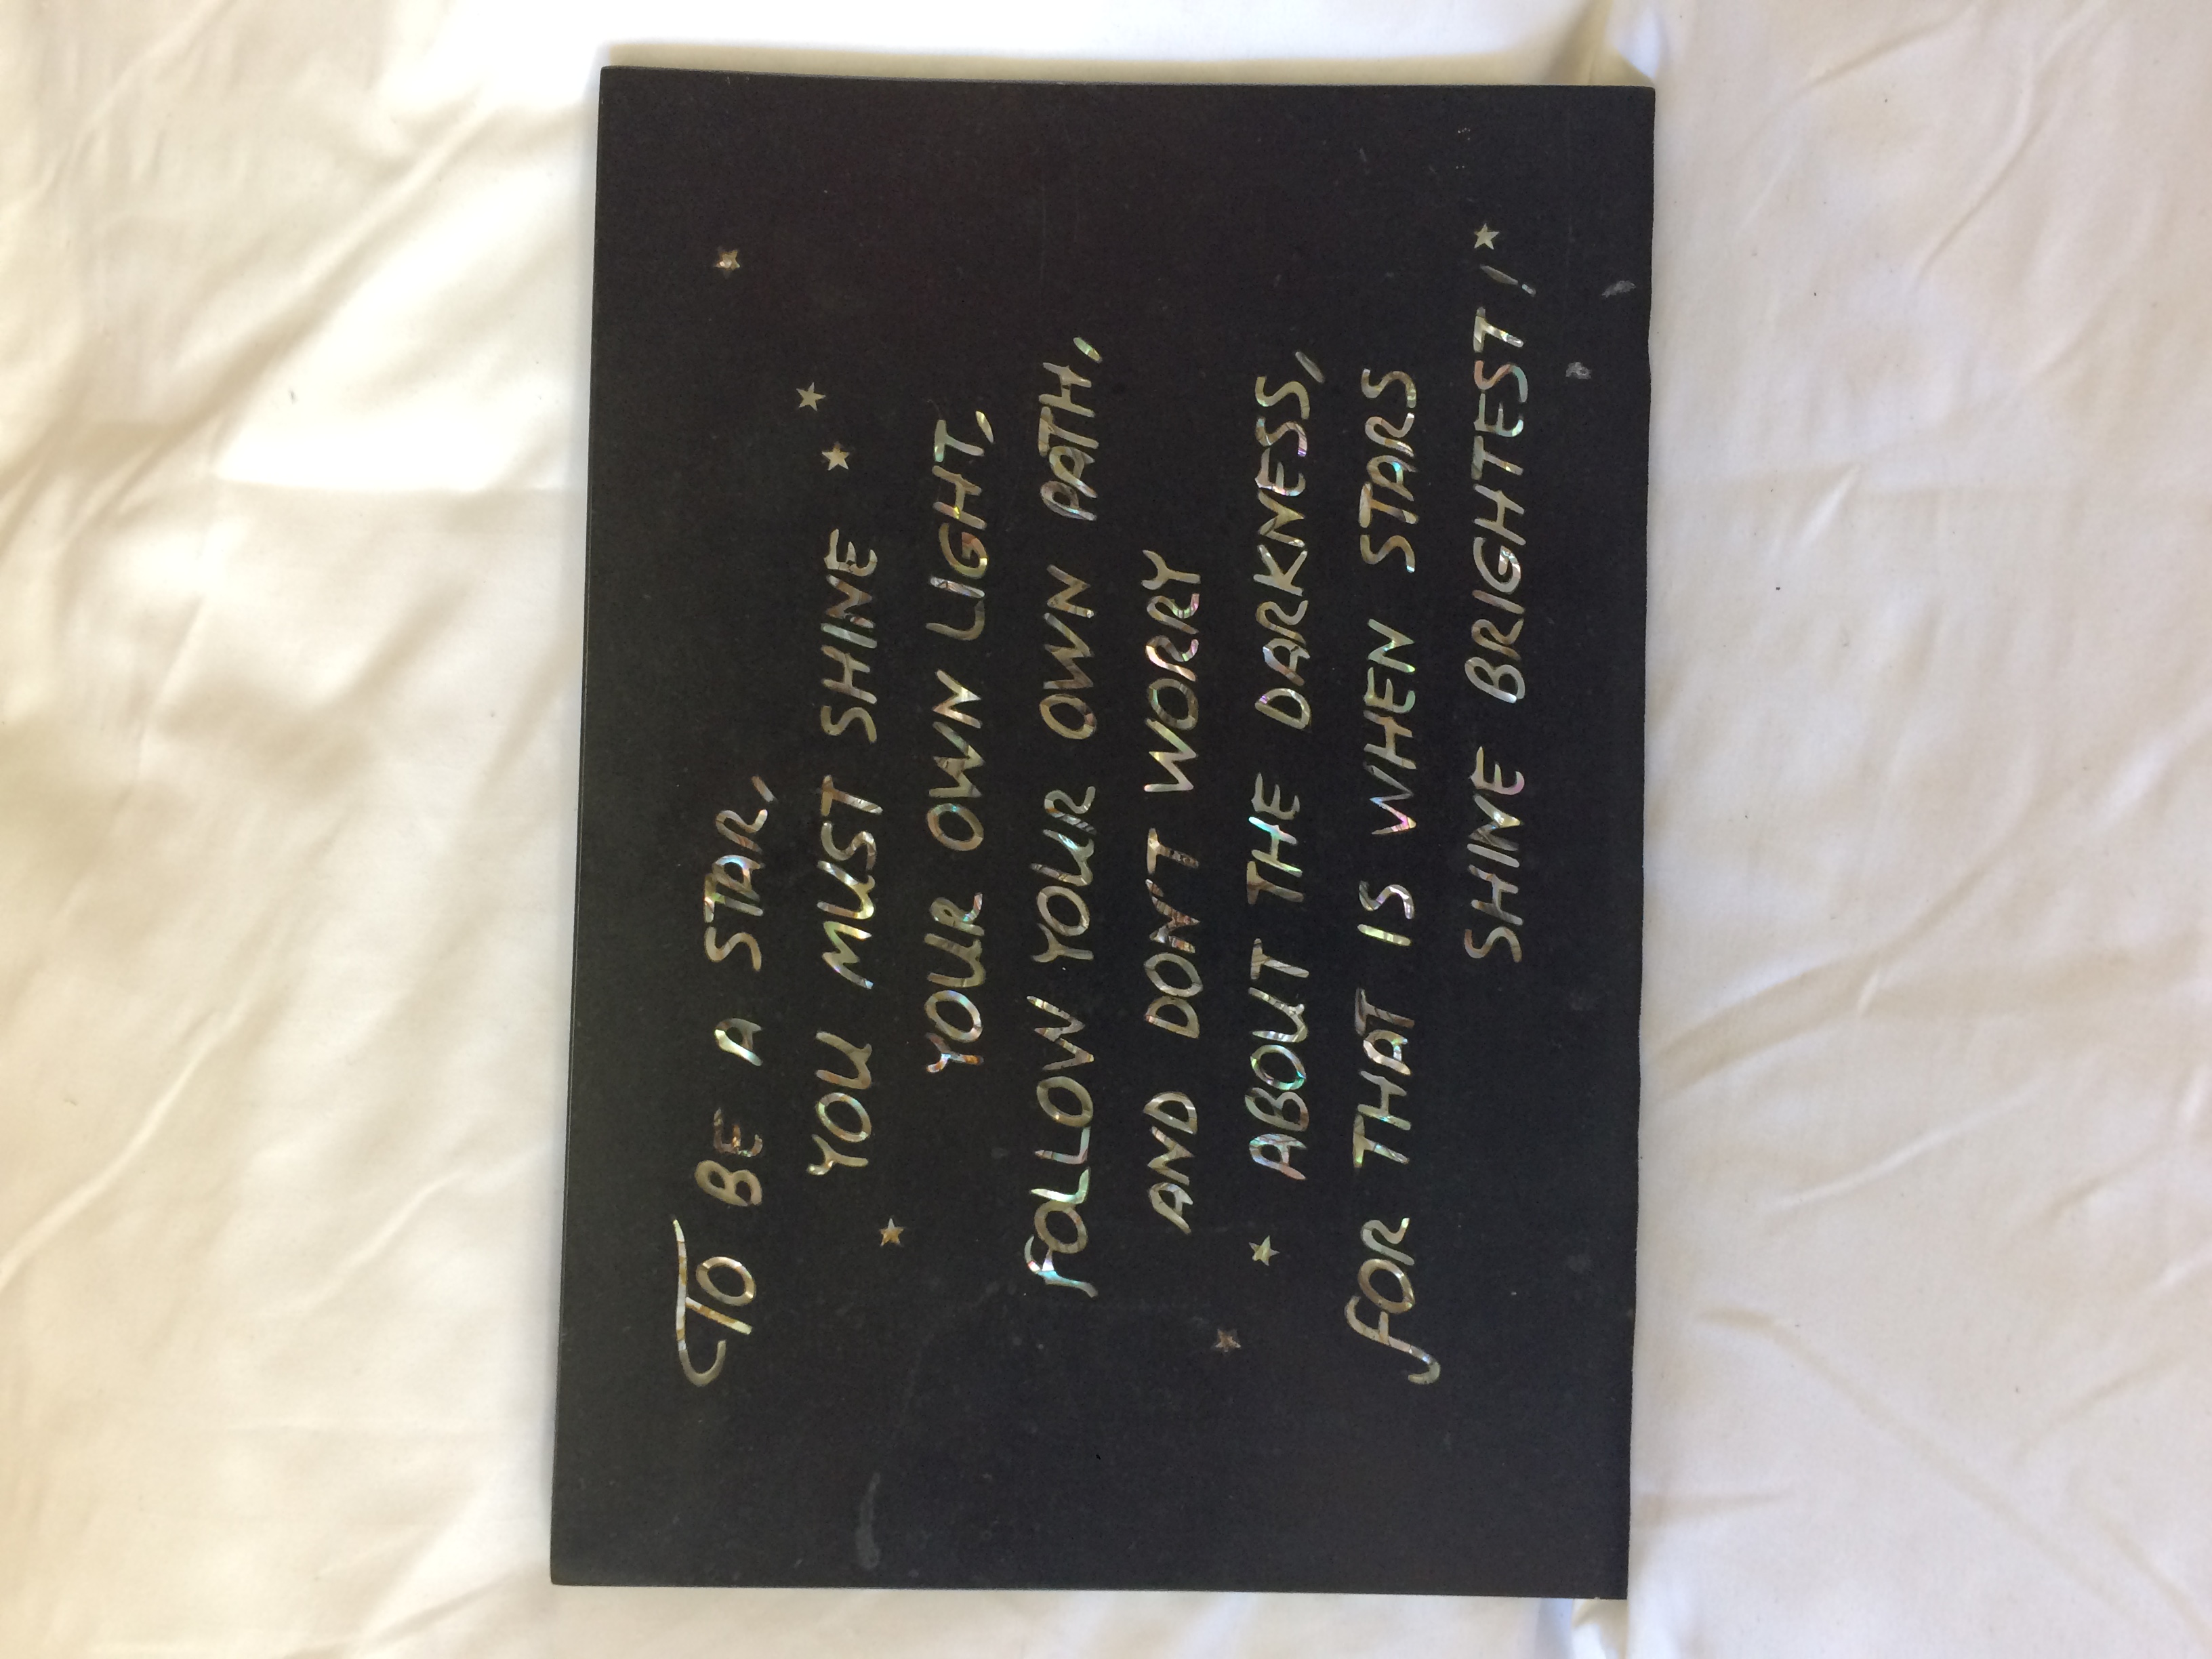 TO BE A STAR,
YOU MUST SHINE
YOUR OWN LIGHT,
FOLLOW YOUR OWN PATH,
AND DON'T WORRY
ABOUT THE DARKNESS,
FOR THAT IS WHEN STARS
SHINE BRIGHTEST!